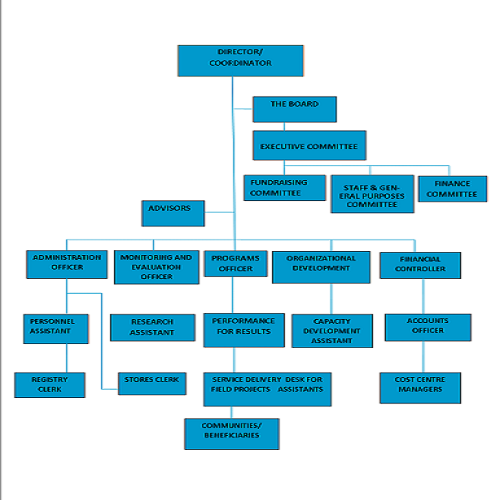 DIRECTOR/
COORDINATOR
THE BOARD
EXECUTIVE COMMITTEE
FUNDRAISING
COMMITTEE
STAFF & GEN-
ERAL PURPOSES
COMMITTEE
FINANCE
COMMITTEE
ADVISORS
ADMINISTRATION
OFFICER
MONITORING AND
EVALUATION
OFFICER
PROGRAMS
OFFICER
ORGANIZATIONAL
DEVELOPMENT
FINANCIAL
CONTROLLER
PERSONNEL
ASSISTANT
RESEARCH
ASSISTANT
PERFORMANCE
FOR RESULTS
CAPACITY
DEVELOPMENT
ASSISTANT
ACCOUNTS
OFFICER
REGISTRY
CLERK
STORES CLERK
SERVICE DELIVERY DESK FOR
FIELD PROJECTS ASSISTANTS
COST CENTRE
MANAGERS
COMMUNITIES/
BENEFICIARIES